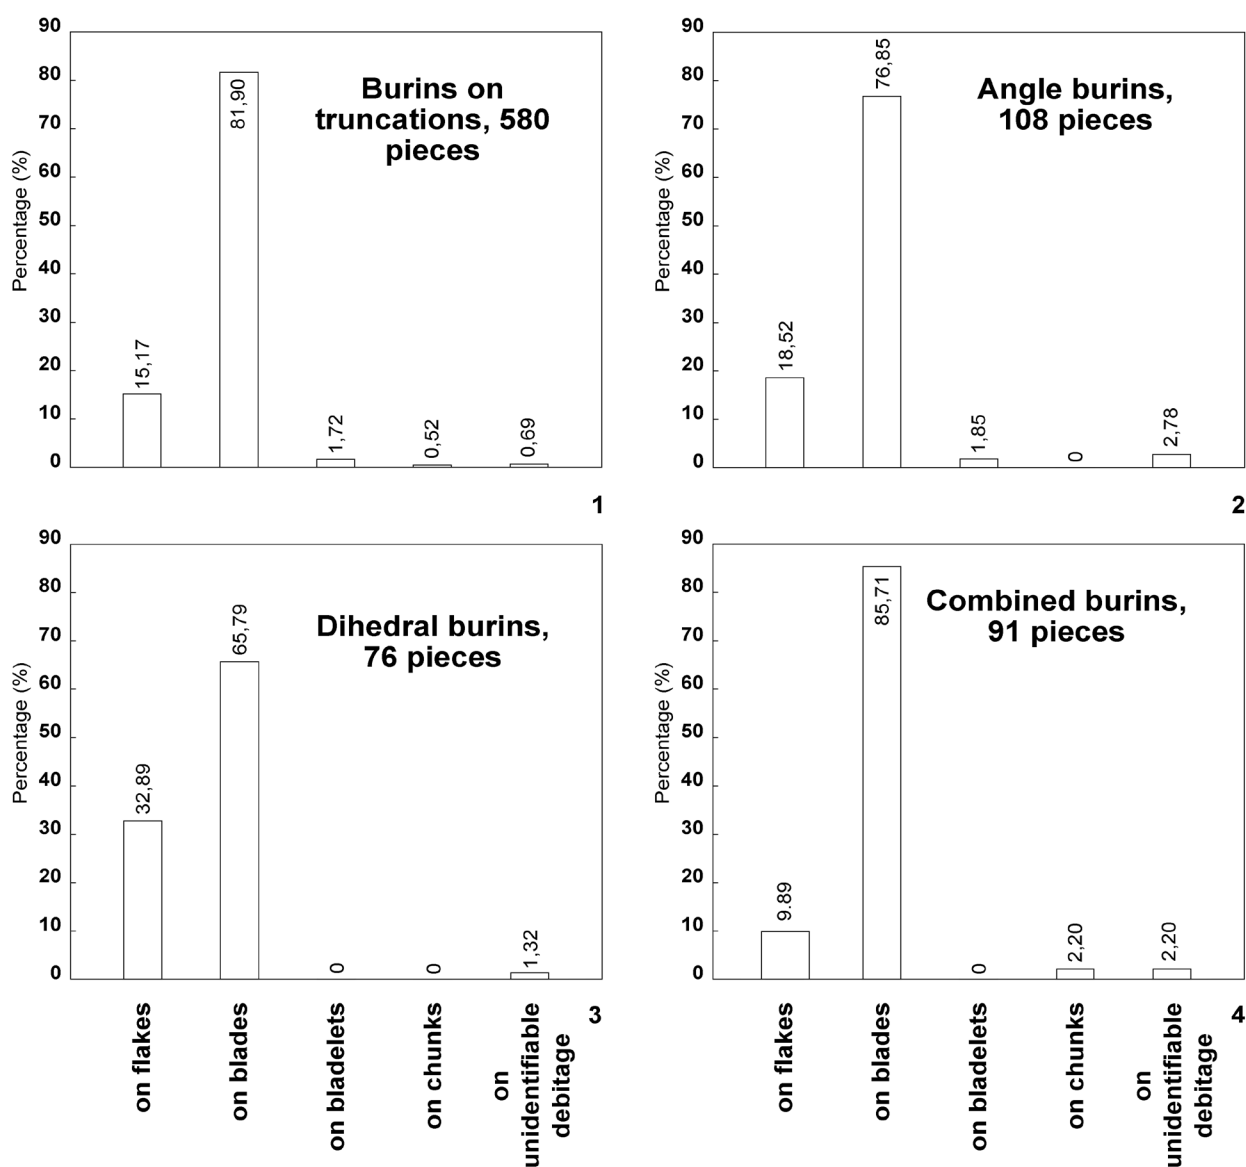 90
80
70
60
50
40
30
20
10
0
Percentage (%)
Burins on
truncations, 580
pieces
15,17
81,90
1,72
0,52
0,69
1
90
80
70
60
50
40
30
20
10
0
Percentage (%)
Angle burins,
108 pieces
18,52
76,85
1,85
0
2,78
2
90
80
70
60
50
40
30
20
10
0
Percentage (%)
Dihedral burins,
76 pieces
32,89
65,79
0
0
1,32
on flakes
on blades
on bladelets
on chunks
on
unidentifiable
debitage
3
90
80
70
60
50
40
30
20
10
0
Percentage (%)
Combined burins,
91 pieces
9.89
85,71
0
2,20
2,20
on flakes
on blades
on bladelets
on chunks
on
unidentifiable
debitage
4